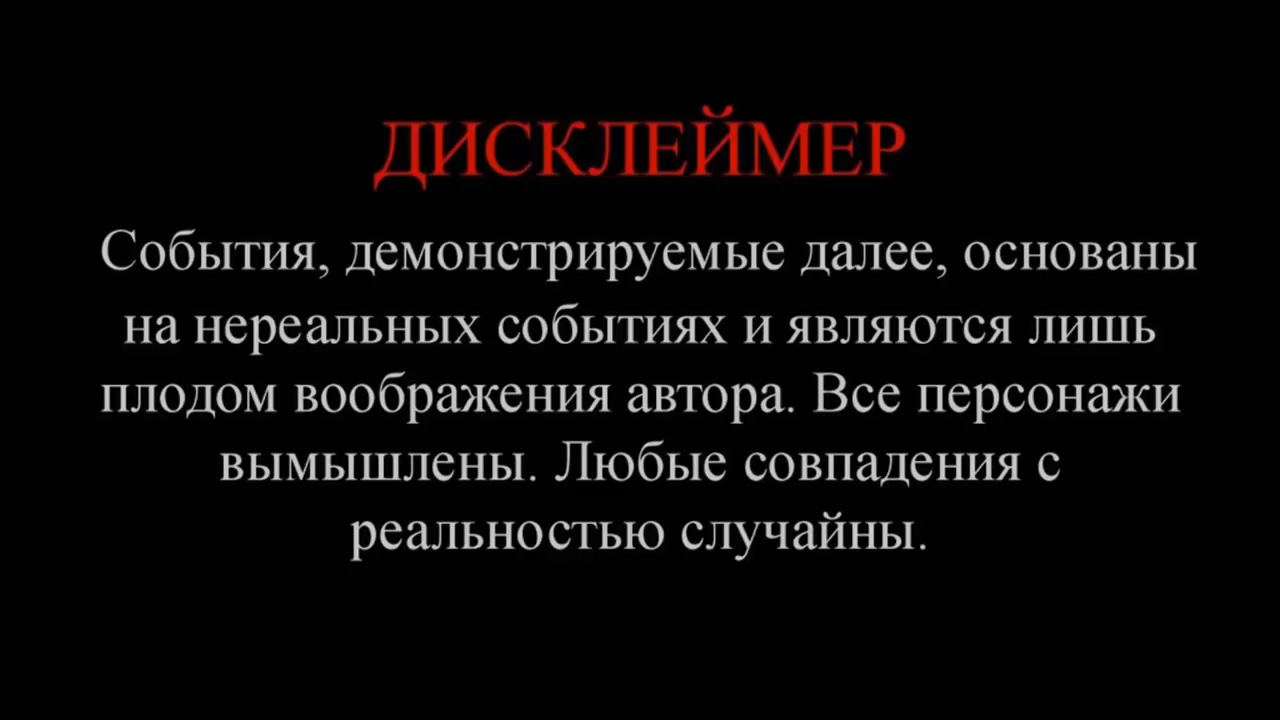 ДИСКЛЕЙМЕР
События, демонстрируемые далее, основаны
на нереальных событиях и являются лишь
плодом воображения автора. Все персонажи
вымышлены. Любые совпадения с
реальностью случайны.